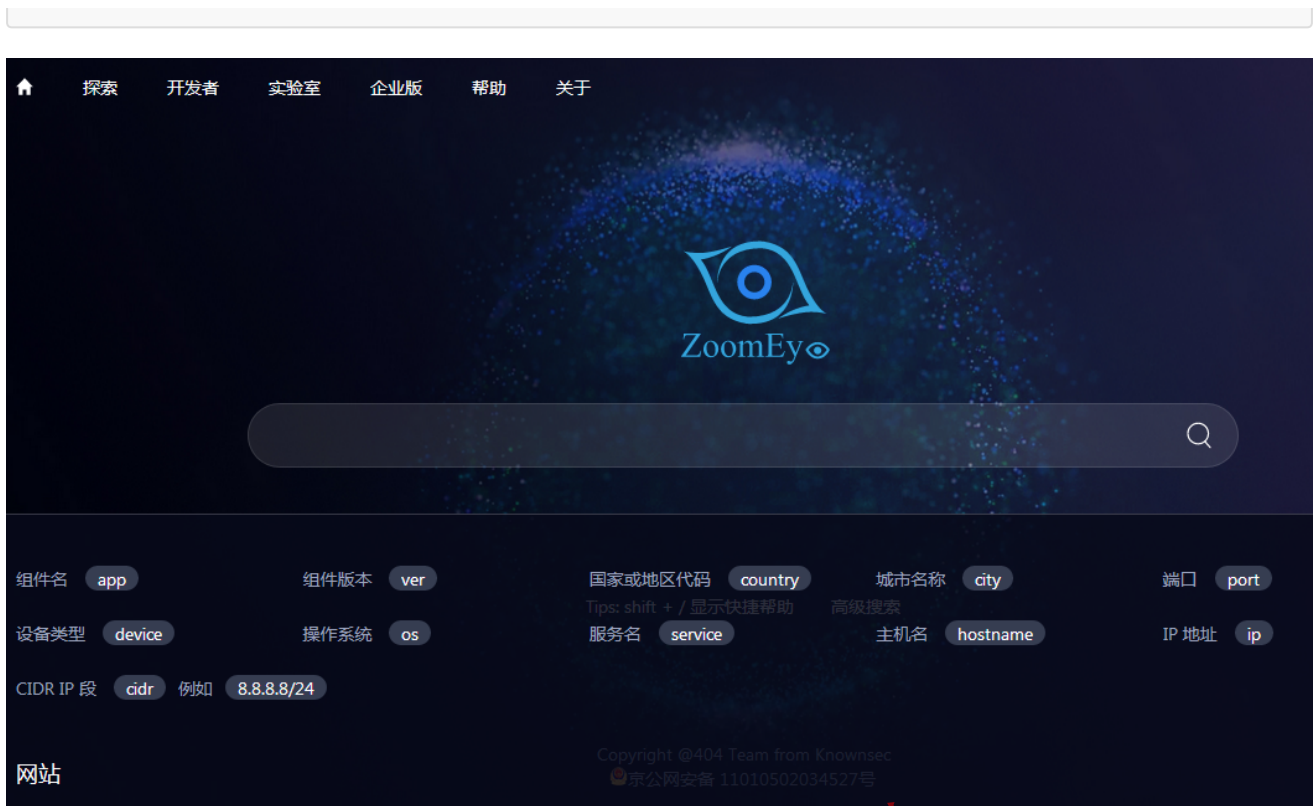 探索 开发者 实验室 企业版 帮助 关于
ZoomEye
组件名 app 组件版本 ver 国家或地区代码 country 城市名称 city 端口 port
Tips: shift + / 显示快捷帮助 高级搜索
设备类型 device 操作系统 os 服务名 service 主机名 hostname IP 地址 ip
CIDR IP 段 cidr 例如 8.8.8.8/24
Copyright @404 Team from Knownsec
网站
京公网安备 11010502034527号